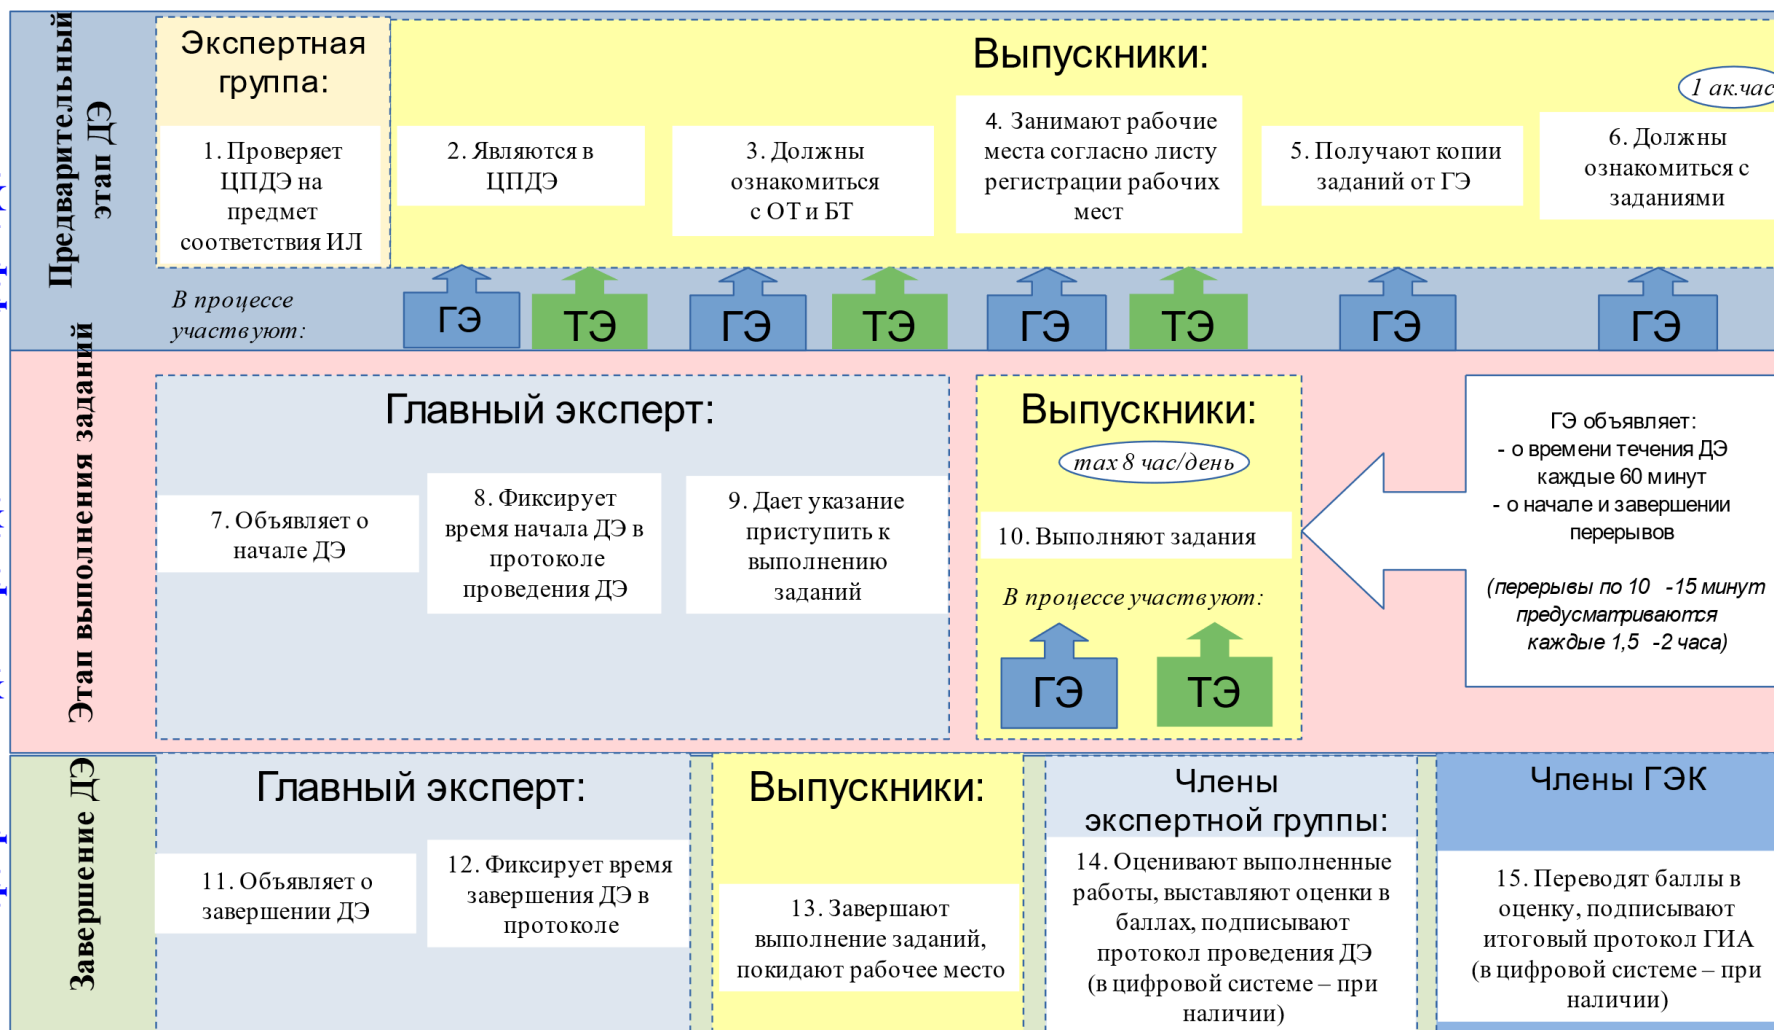 Предварительный
этап ДЭ
Экспертная
группа:
1. Проверяет
ЦПДЭ на
предмет
соответствия ИЛ
Выпускники:
1 ак.час
2. Являются в
ЦПДЭ
3. Должны
ознакомиться
с ОТ и БТ
4. Занимают рабочие
места согласно листу
регистрации рабочих
мест
5. Получают копии
заданий от ГЭ
6. Должны
ознакомиться с
заданиями
В процессе
участвуют:
ГЭ
ТЭ
ГЭ
ТЭ
ГЭ
ТЭ
ГЭ
ГЭ
Этап выполнения заданий
Главный эксперт:
7. Объявляет о
начале ДЭ
8. Фиксирует
время начала ДЭ в
протоколе
проведения ДЭ
9. Дает указание
приступить к
выполнению
заданий
Выпускники:
max 8 час/день
10. Выполняют задания
В процессе участвуют:
ГЭ
ТЭ
ГЭ объявляет:
- о времени течения ДЭ
каждые 60 минут
- о начале и завершении
перерывов
(перерывы по 10 -15 минут
предусматриваются
каждые 1,5 -2 часа)
Завершение ДЭ
Главный эксперт:
11. Объявляет о
завершении ДЭ
12. Фиксирует время
завершения ДЭ в
протоколе
Выпускники:
13. Завершают
выполнение заданий,
покидают рабочее место
Члены
экспертной группы:
14. Оценивают выполненные
работы, выставляют оценки в
баллах, подписывают
протокол проведения ДЭ
(в цифровой системе – при
наличии)
Члены ГЭК
15. Переводят баллы в
оценку, подписывают
итоговый протокол ГИА
(в цифровой системе – при
наличии)